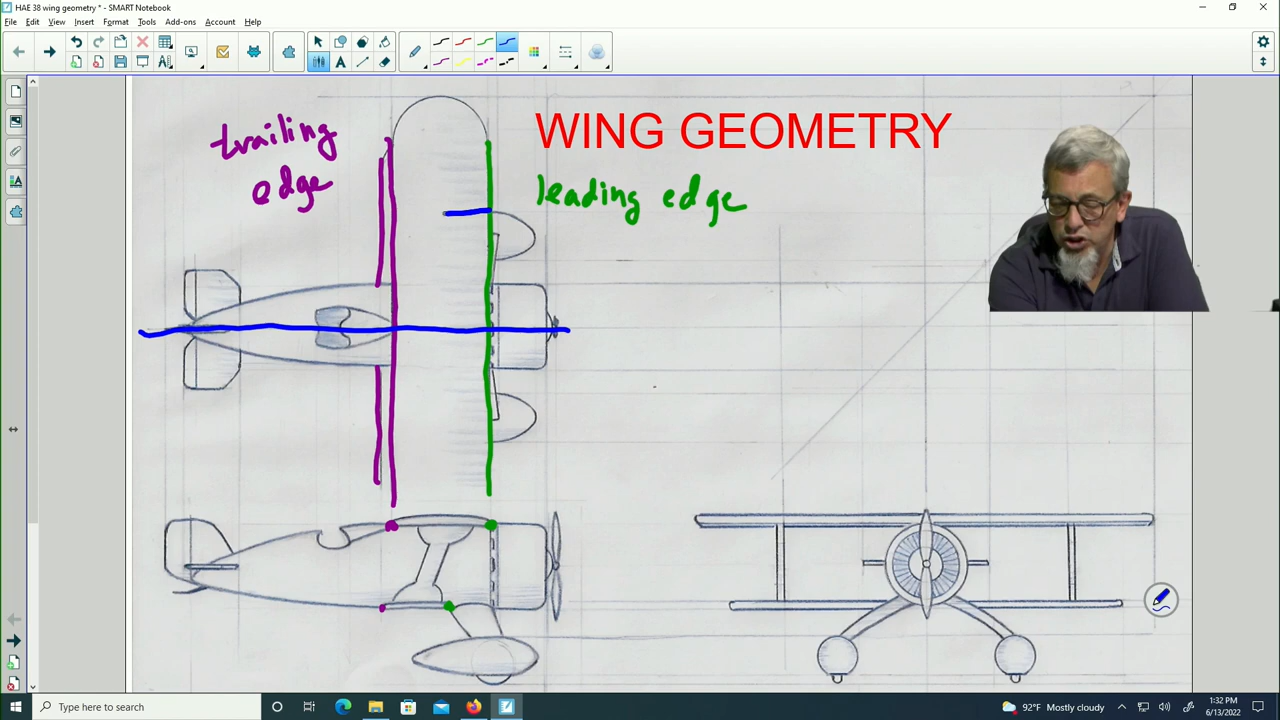 HAE 38 wing geometry * - SMART Notebook
File Edit View Insert Format Tools Add-ons Account Help
WING GEOMETRY
trailing
edge
leading edge
Type here to search
92°F Mostly cloudy
1:32 PM
6/13/2022